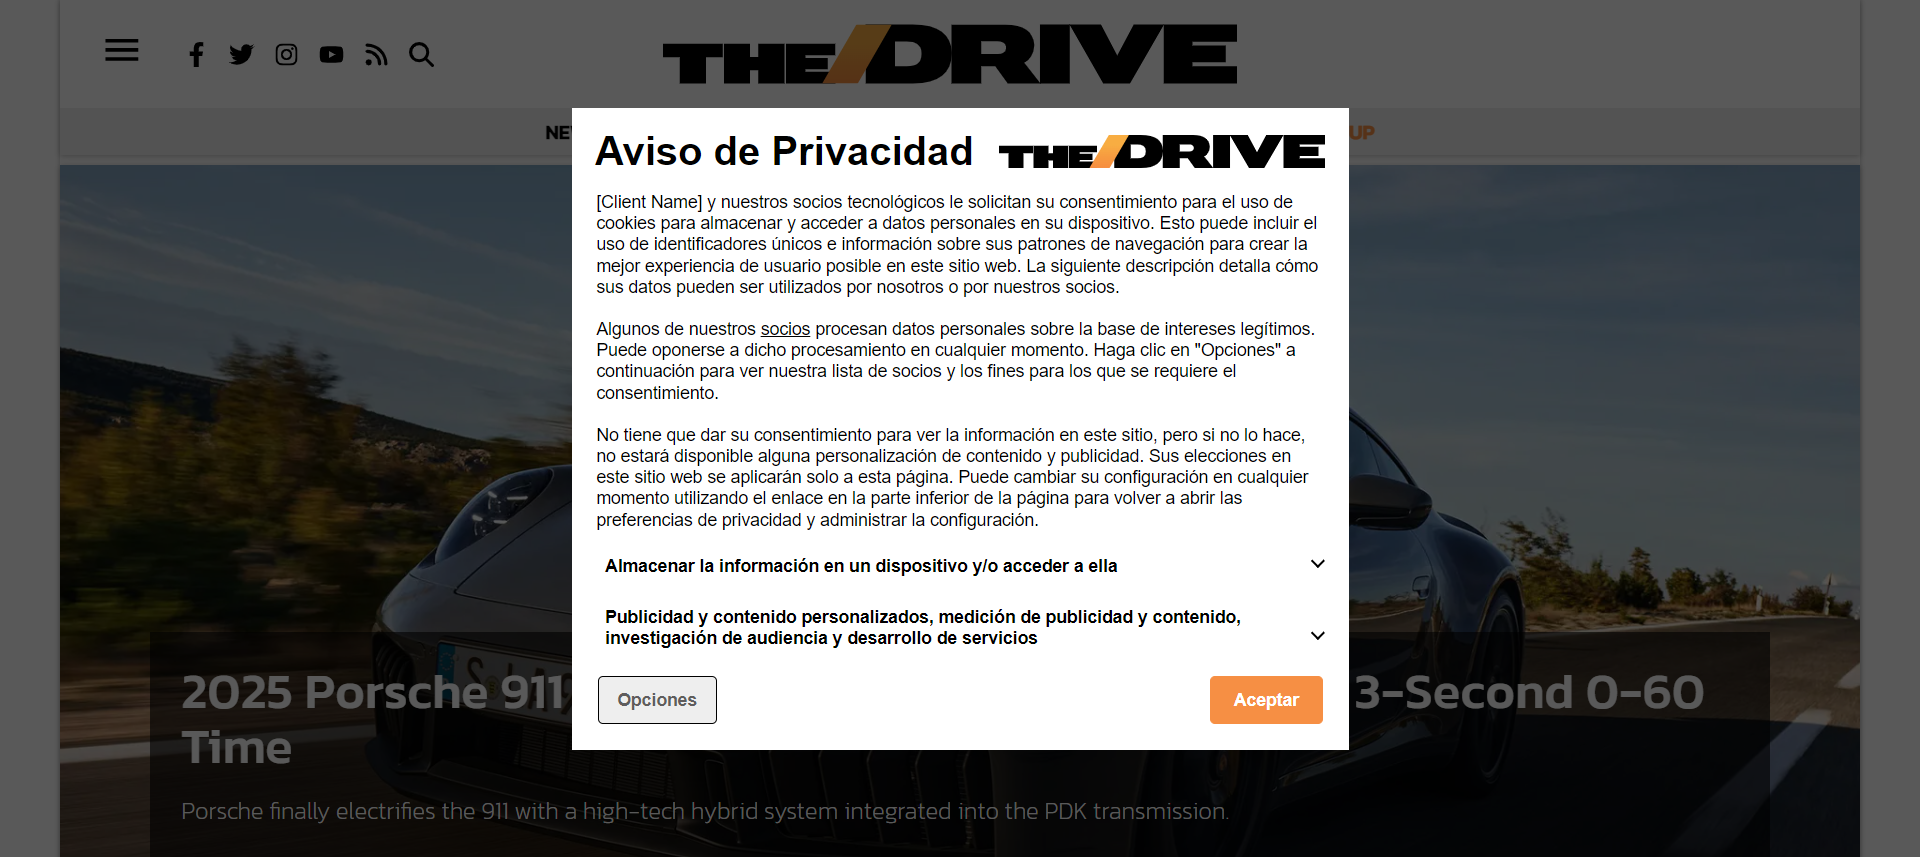 THE DRIVE
UP
Aviso de Privacidad THE DRIVE
[Client Name] y nuestros socios tecnológicos le solicitan su consentimiento para el uso de
cookies para almacenar y acceder a datos personales en su dispositivo. Esto puede incluir el
uso de identificadores únicos e información sobre sus patrones de navegación para crear la
mejor experiencia de usuario posible en este sitio web. La siguiente descripción detalla cómo
sus datos pueden ser utilizados por nosotros o por nuestros socios.
Algunos de nuestros socios procesan datos personales sobre la base de intereses legítimos.
Puede oponerse a dicho procesamiento en cualquier momento. Haga clic en "Opciones" a
continuación para ver nuestra lista de socios y los fines para los que se requiere el
consentimiento.
No tiene que dar su consentimiento para ver la información en este sitio, pero si no lo hace,
no estará disponible alguna personalización de contenido y publicidad. Sus elecciones en
este sitio web se aplicarán solo a esta página. Puede cambiar su configuración en cualquier
momento utilizando el enlace en la parte inferior de la página para volver a abrir las
preferencias de privacidad y administrar la configuración.
Almacenar la información en un dispositivo y/o acceder a ella
Publicidad y contenido personalizados, medición de publicidad y contenido,
investigación de audiencia y desarrollo de servicios
Opciones
Aceptar
2025 Porsche 911 3-Second 0-60
Time
Porsche finally electrifies the 911 with a high-tech hybrid system integrated into the PDK transmission.